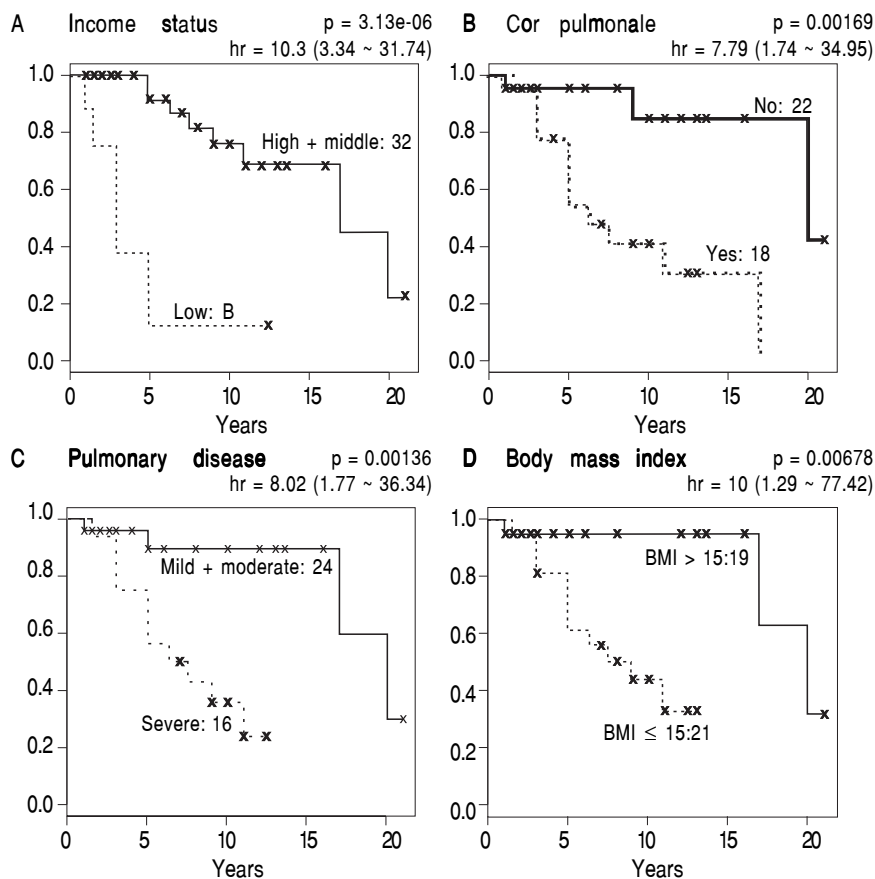 A Income status p = 3.13e-06
hr = 10.3 (3.34 ~ 31.74)
1.0
0.8
0.6
0.4
0.2
0.0
High + middle: 32
Low: B
0 5 10 15 20
Years
B Cor pulmonale p = 0.00169
hr = 7.79 (1.74 ~ 34.95)
1.0
0.8
0.6
0.4
0.2
0.0
No: 22
Yes: 18
0 5 10 15 20
Years
C Pulmonary disease p = 0.00136
hr = 8.02 (1.77 ~ 36.34)
1.0
0.8
0.6
0.4
0.2
0.0
Mild + moderate: 24
Severe: 16
0 5 10 15 20
Years
D Body mass index p = 0.00678
hr = 10 (1.29 ~ 77.42)
1.0
0.8
0.6
0.4
0.2
0.0
BMI > 15:19
BMI ≤ 15:21
0 5 10 15 20
Years